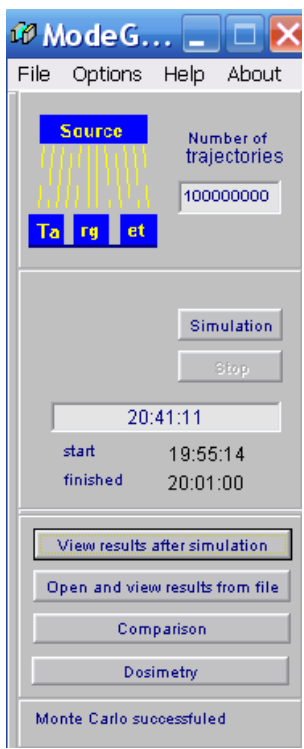 ModeG...
File Options Help About
Source
Ta rg et
Number of
trajectories
100000000
Simulation
Stop
20:41:11
start 19:55:14
finished 20:01:00
View results after simulation
Open and view results from file
Comparison
Dosimetry
Monte Carlo successfuled